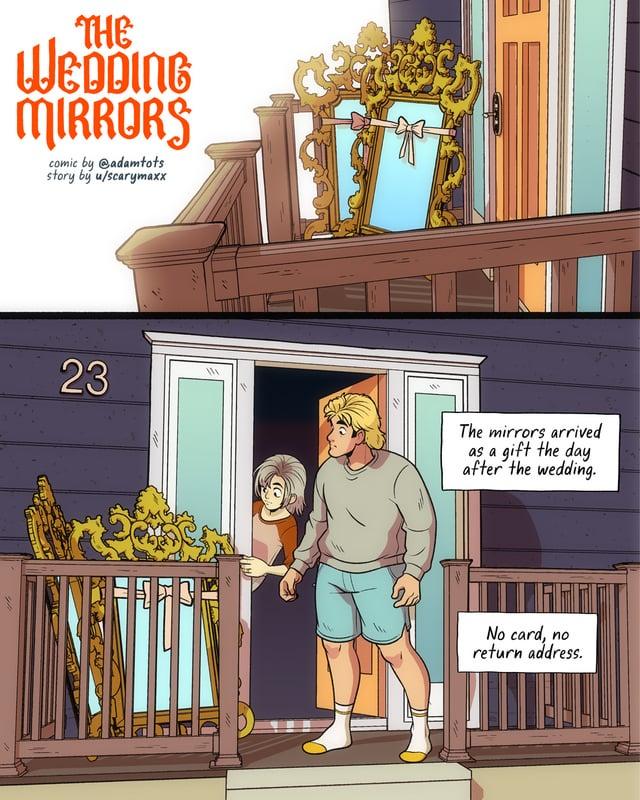 THE
WEDDING
MIRRORS
comic by @adamtots
story by u/scarymaxx
23
The mirrors arrived
as a gift the day
after the wedding.
No card, no
return address.